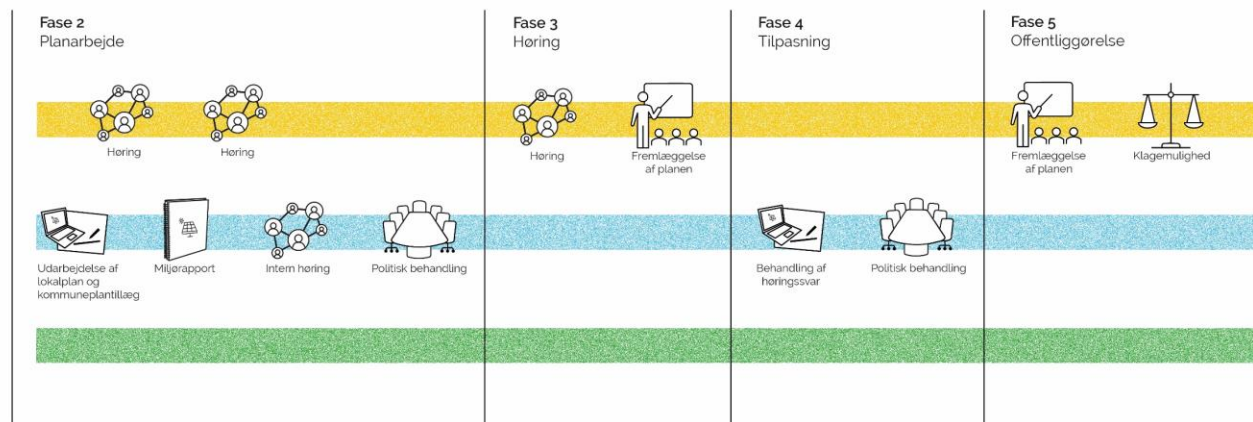 Fase 2
Planarbejde
Fase 3
Høring
Fase 4
Tilpasning
Fase 5
Offentliggørelse
Høring
Høring
Høring
Fremlæggelse
af planen
Fremlæggelse
af planen
Klagemulighed
Udarbejdelse af
lokalplan og
kommuneplantillæg
Miljørapport
Intern høring
Politisk behandling
Behandling af
høringssvar
Politisk behandling